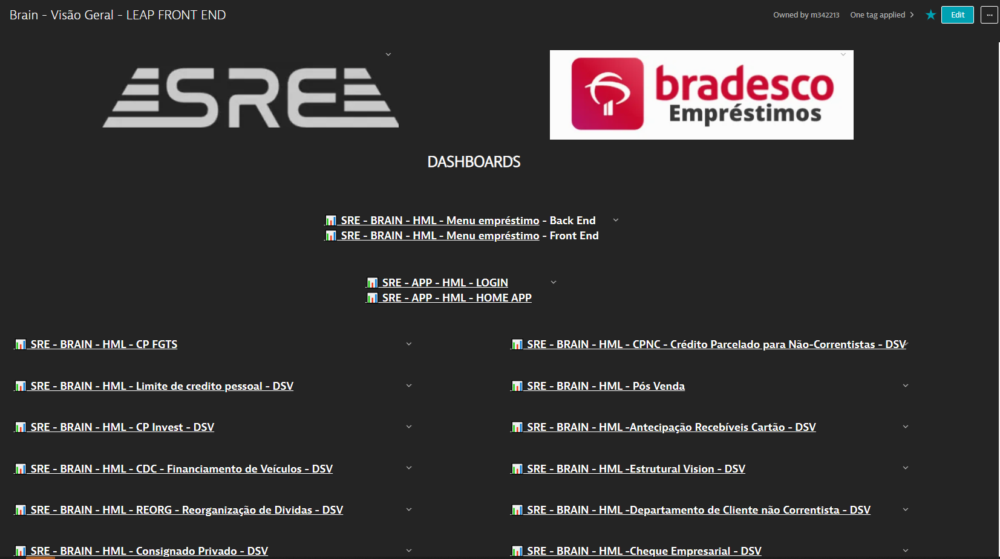 Brain - Visão Geral - LEAP FRONT END
Owned by m342213
One tag applied
Edit
SRE
bradesco
Empréstimos
DASHBOARDS
SRE - BRAIN - HML - Menu empréstimo - Back End
SRE - BRAIN - HML - Menu empréstimo - Front End
SRE - APP - HML - LOGIN
SRE - APP - HML - HOME APP
SRE - BRAIN - HML - CP FGTS
SRE - BRAIN - HML - CPNC - Crédito Parcelado para Não-Correntistas - DSV
SRE - BRAIN - HML - Limite de credito pessoal - DSV
SRE - BRAIN - HML - Pós Venda
SRE - BRAIN - HML - CP Invest - DSV
SRE - BRAIN - HML -Antecipação Recebíveis Cartão - DSV
SRE - BRAIN - HML - CDC - Financiamento de Veículos - DSV
SRE - BRAIN - HML -Estrutural Vision - DSV
SRE - BRAIN - HML - REORG - Reorganização de Dividas - DSV
SRE - BRAIN - HML -Departamento de Cliente não Correntista - DSV
SRE - BRAIN - HML - Consignado Privado - DSV
SRE - BRAIN - HML -Cheque Empresarial - DSV